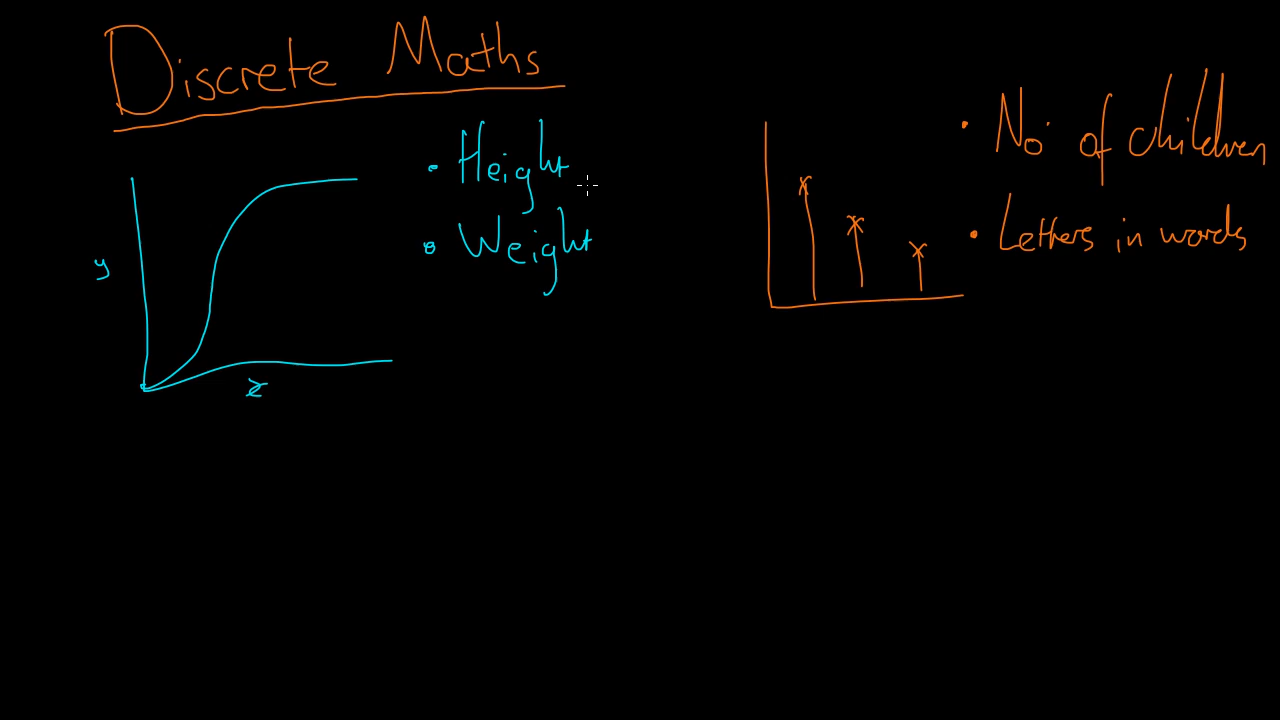 Discrete Maths
• Height
• Weight
y
x
• No of children
• Letters in words